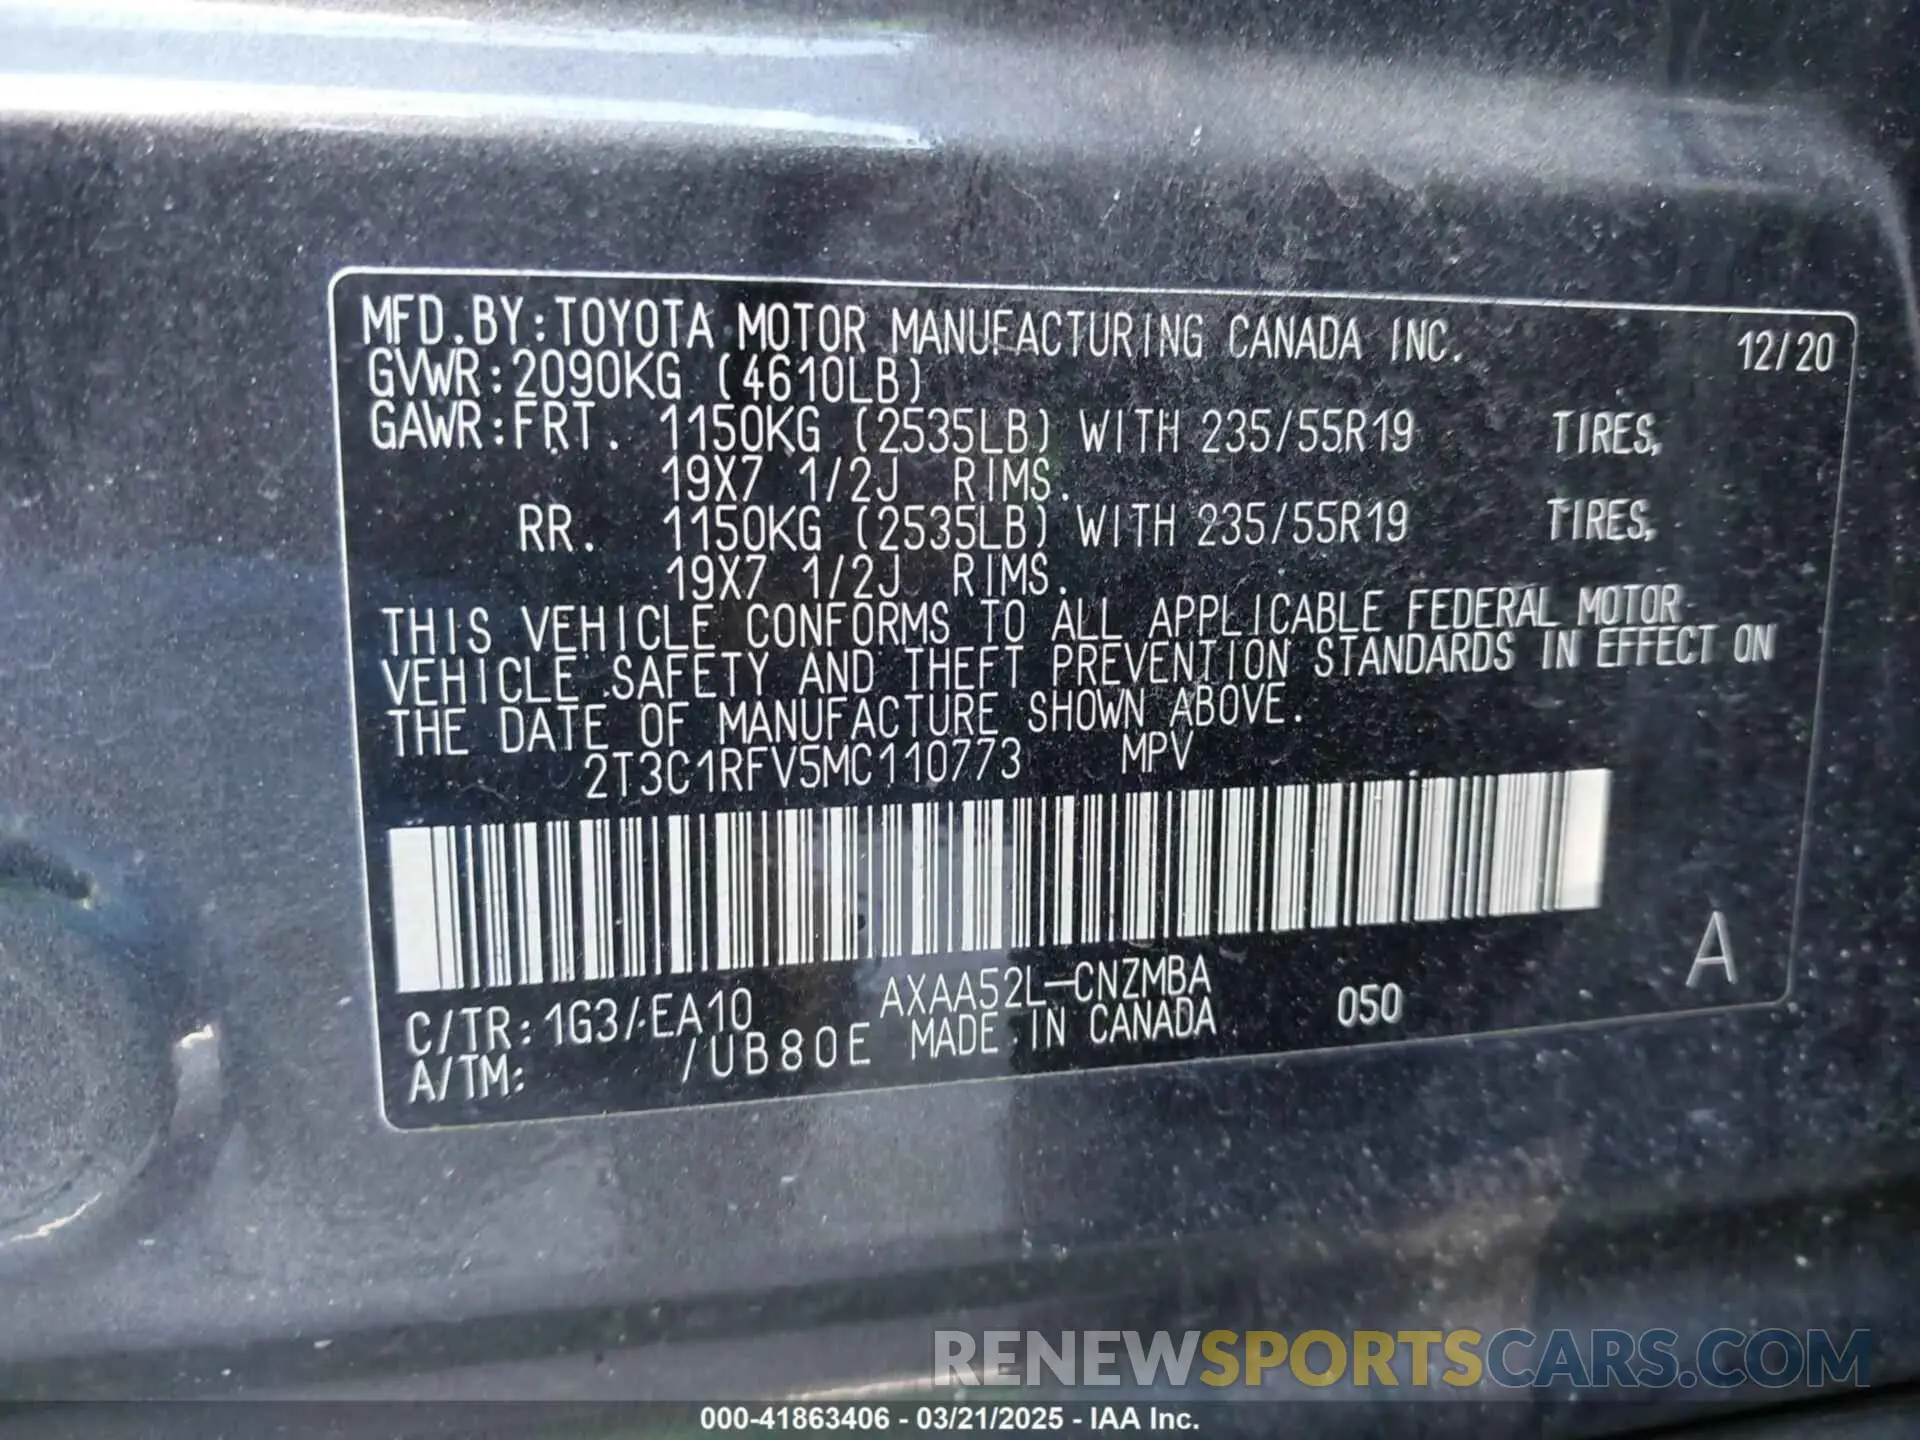 MFD.BY:TOYOTA MOTOR MANUFACTURING CANADA INC. 12/20
GVWR:2090KG (4610LB)
GAWR:FRT. 1150KG (2535LB) WITH 235/55R19 TIRES,
19X7 1/2J RIMS.
RR. 1150KG (2535LB) WITH 235/55R19 TIRES,
19X7 1/2J RIMS.
THIS VEHICLE CONFORMS TO ALL APPLICABLE FEDERAL MOTOR
VEHICLE SAFETY AND THEFT PREVENTION STANDARDS IN EFFECT ON
THE DATE OF MANUFACTURE SHOWN ABOVE.
2T3C1RFV5MC110773 MPV
A
C/TR:1G3/EA10 AXAA52L-CNZMBA 050
A/TM: /UB80E MADE IN CANADA
RENEWSPORTSCARS.COM
000-41863406 - 03/21/2025 - IAA Inc.